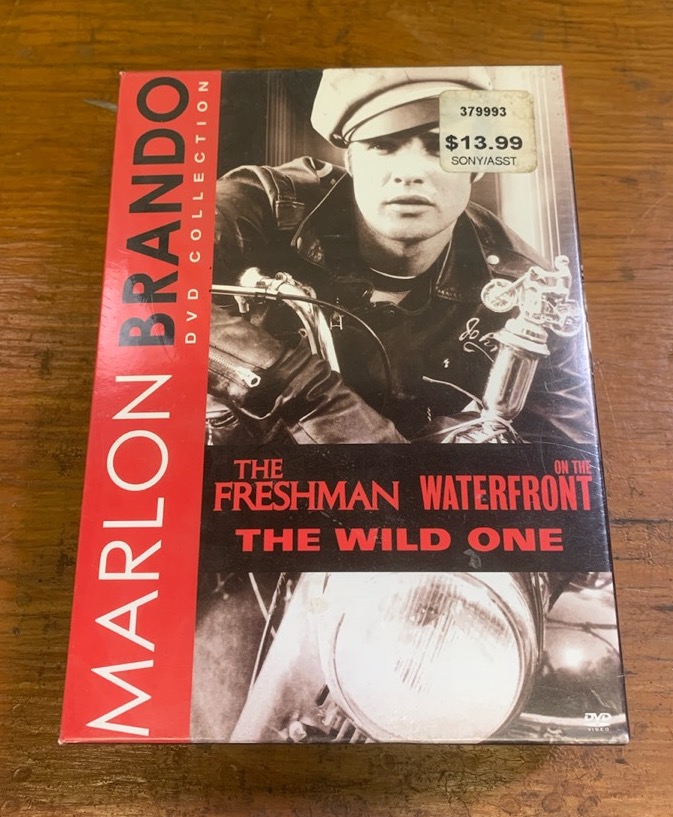 MARLON BRANDO
DVD COLLECTION
379993
$13.99
SONY/ASST
John
THE
FRESHMAN
ON THE
WATERFRONT
THE WILD ONE
DVD
VIDEO